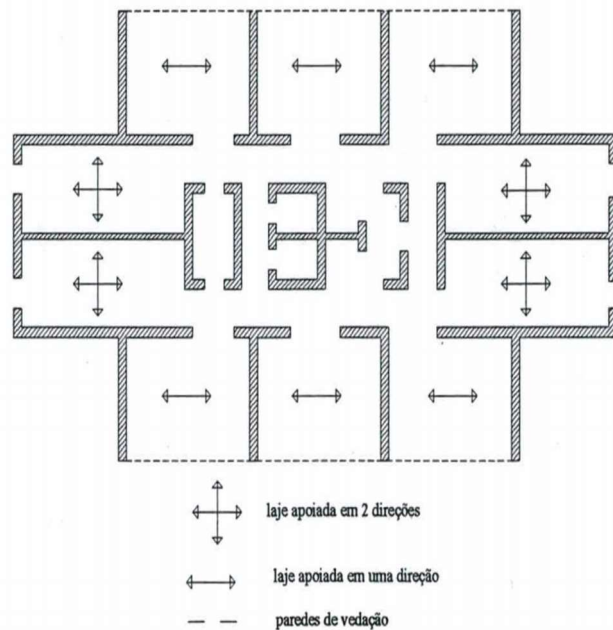 laje apoiada em 2 direções
laje apoiada em uma direção
paredes de vedação